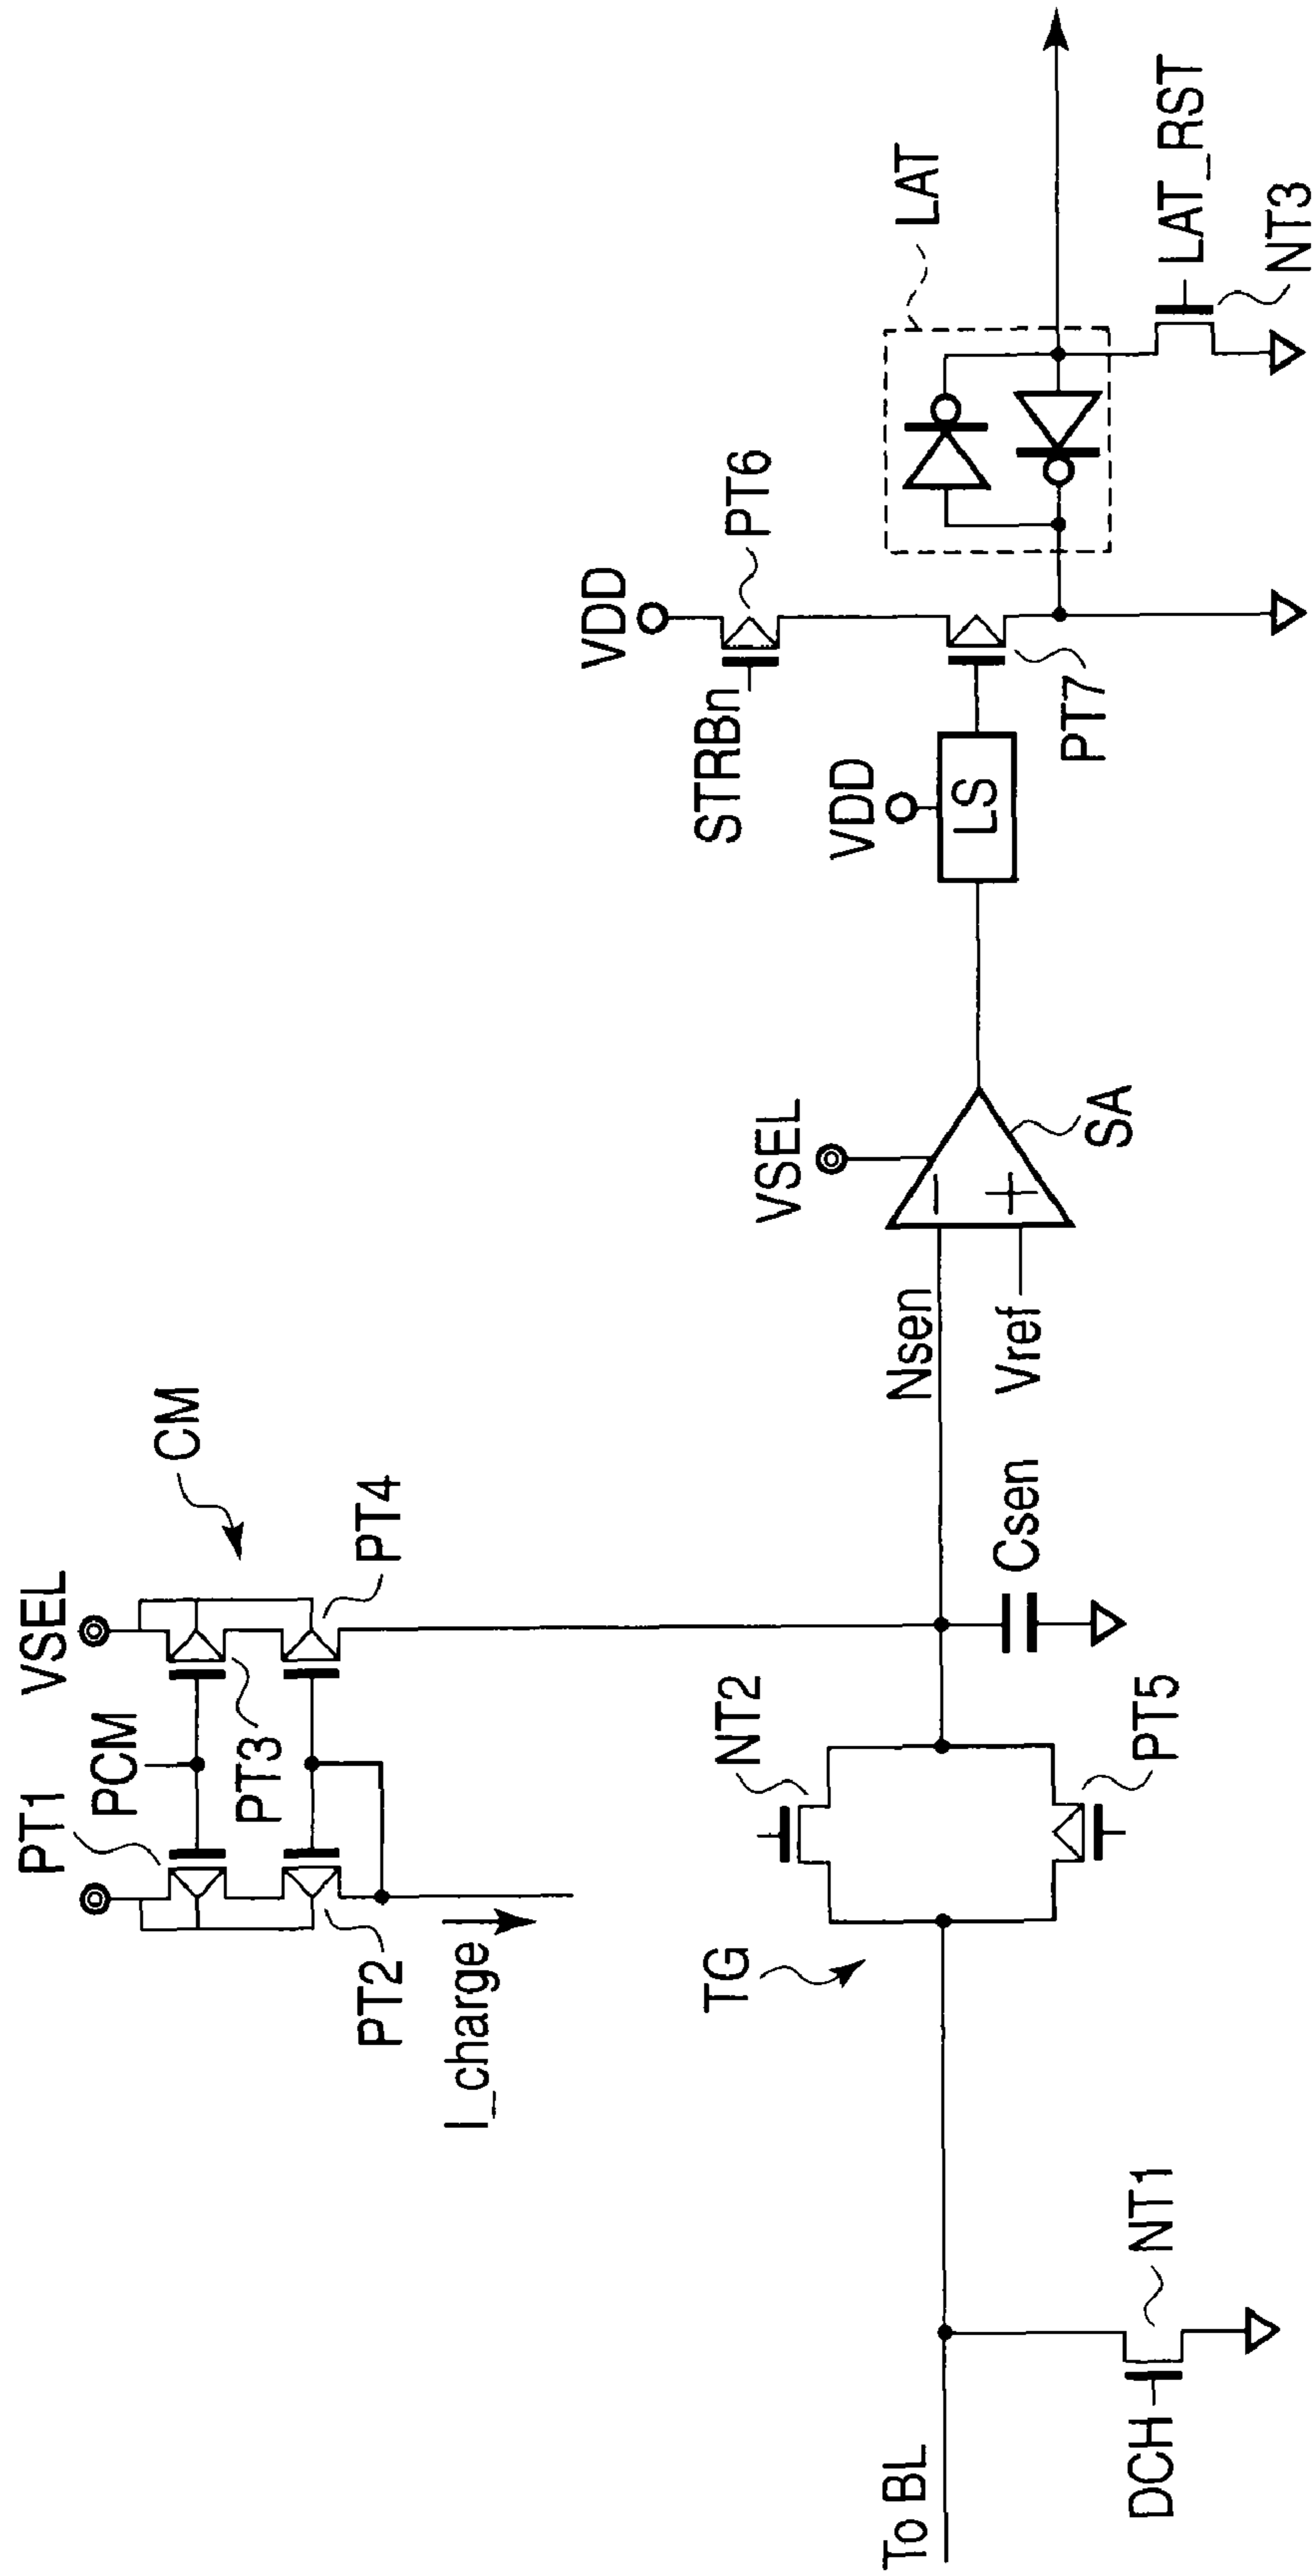 VSEL
CM
PT1
PCM
PT3
PT4
PT2
I_charge
TG
NT2
PT5
Csen
Nsen
Vref
VSEL
SA
VDD
LS
VDD
STRBn
PT6
PT7
LAT
LAT_RST
NT3
To BL
DCH
NT1